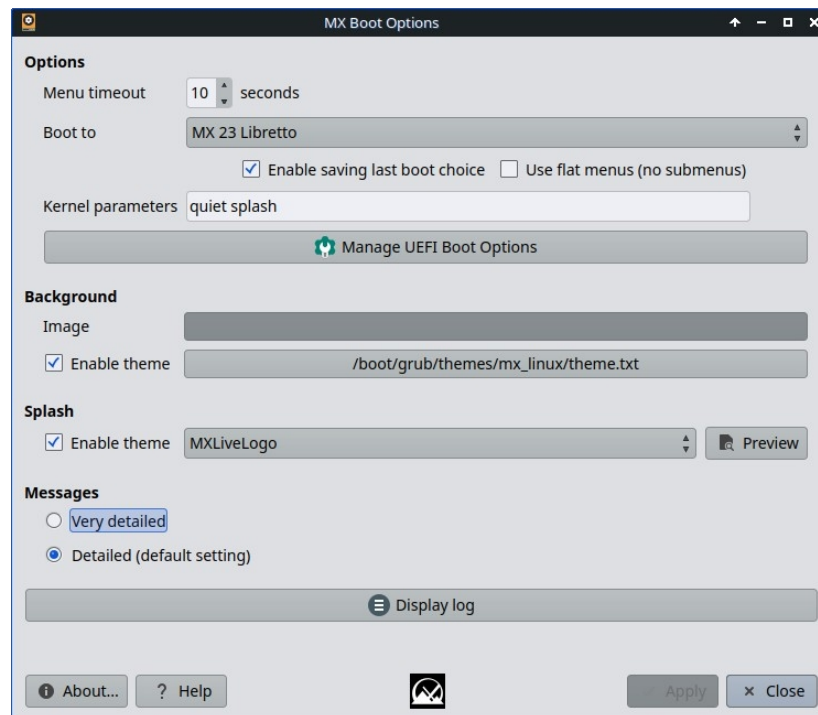 MX Boot Options
Options
Menu timeout 10 seconds
Boot to MX 23 Libretto
Enable saving last boot choice Use flat menus (no submenus)
Kernel parameters quiet splash
Manage UEFI Boot Options
Background
Image
Enable theme /boot/grub/themes/mx_linux/theme.txt
Splash
Enable theme MXLiveLogo Preview
Messages
Very detailed
Detailed (default setting)
Display log
About... ? Help Apply Close